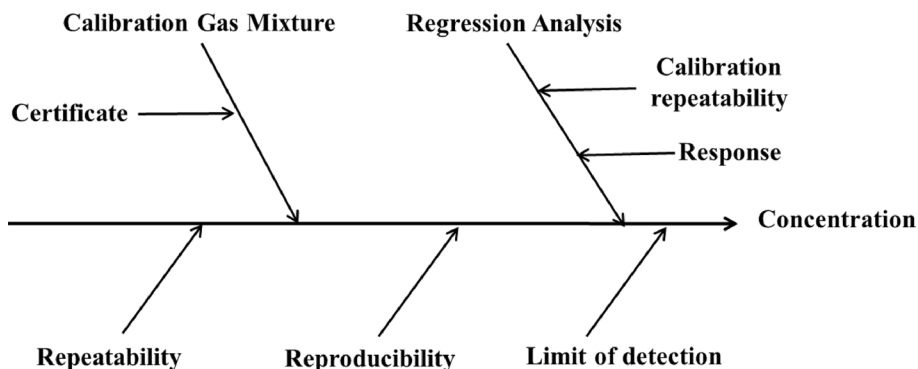 Calibration Gas Mixture
Regression Analysis
Calibration
repeatability
Certificate
Response
Concentration
Repeatability
Reproducibility
Limit of detection